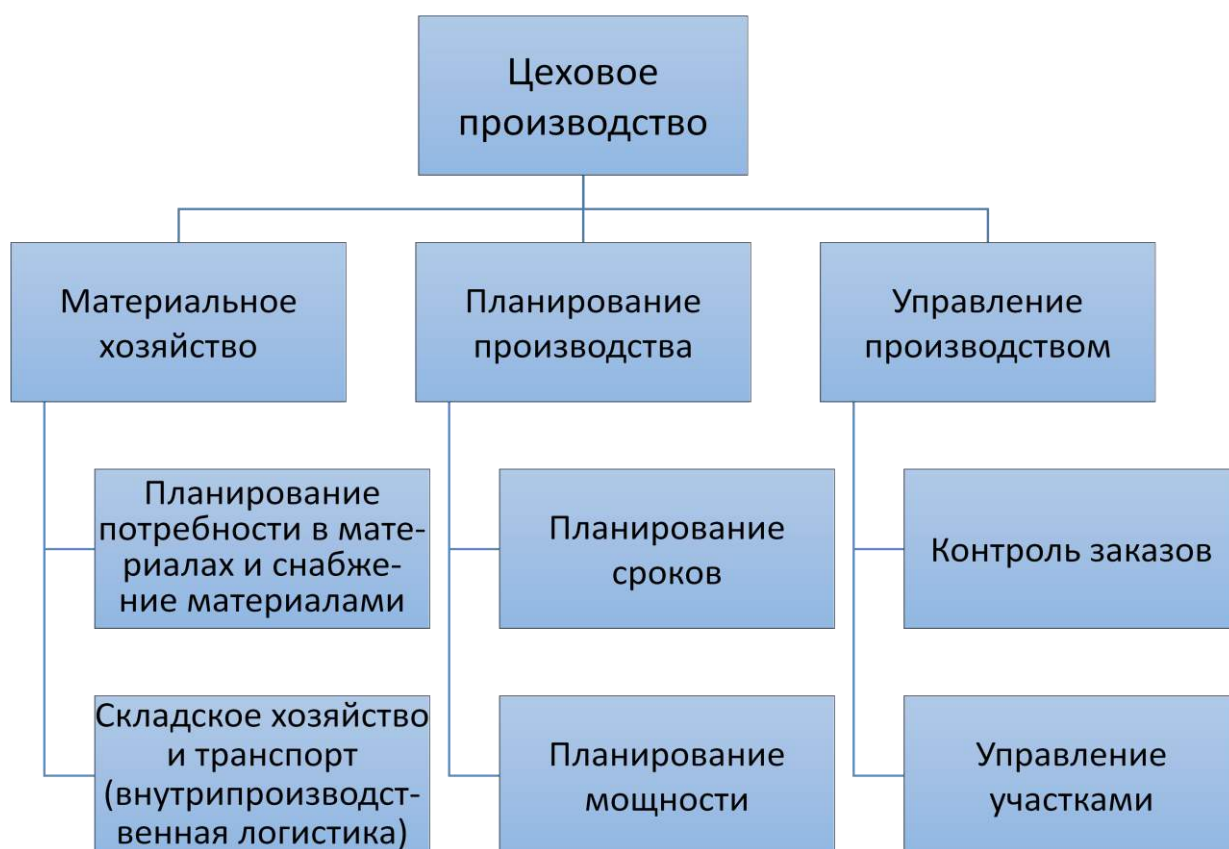 Цеховое
производство
Материальное
хозяйство
Планирование
производства
Управление
производством
Планирование
потребности в мате-
риалах и снабже-
ние материалами
Планирование
сроков
Контроль заказов
Складское хозяйство
и транспорт
(внутрипроизводст-
венная логистика)
Планирование
мощности
Управление
участками